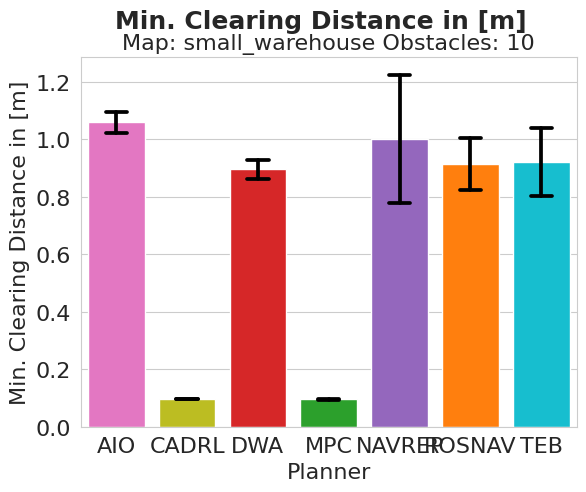 Min. Clearing Distance in [m]
Map: small_warehouse Obstacles: 10
Min. Clearing Distance in [m]
1.2
1.0
0.8
0.6
0.4
0.2
0.0
AIO CADRL DWA MPC NAVREP ROSNAV TEB
Planner